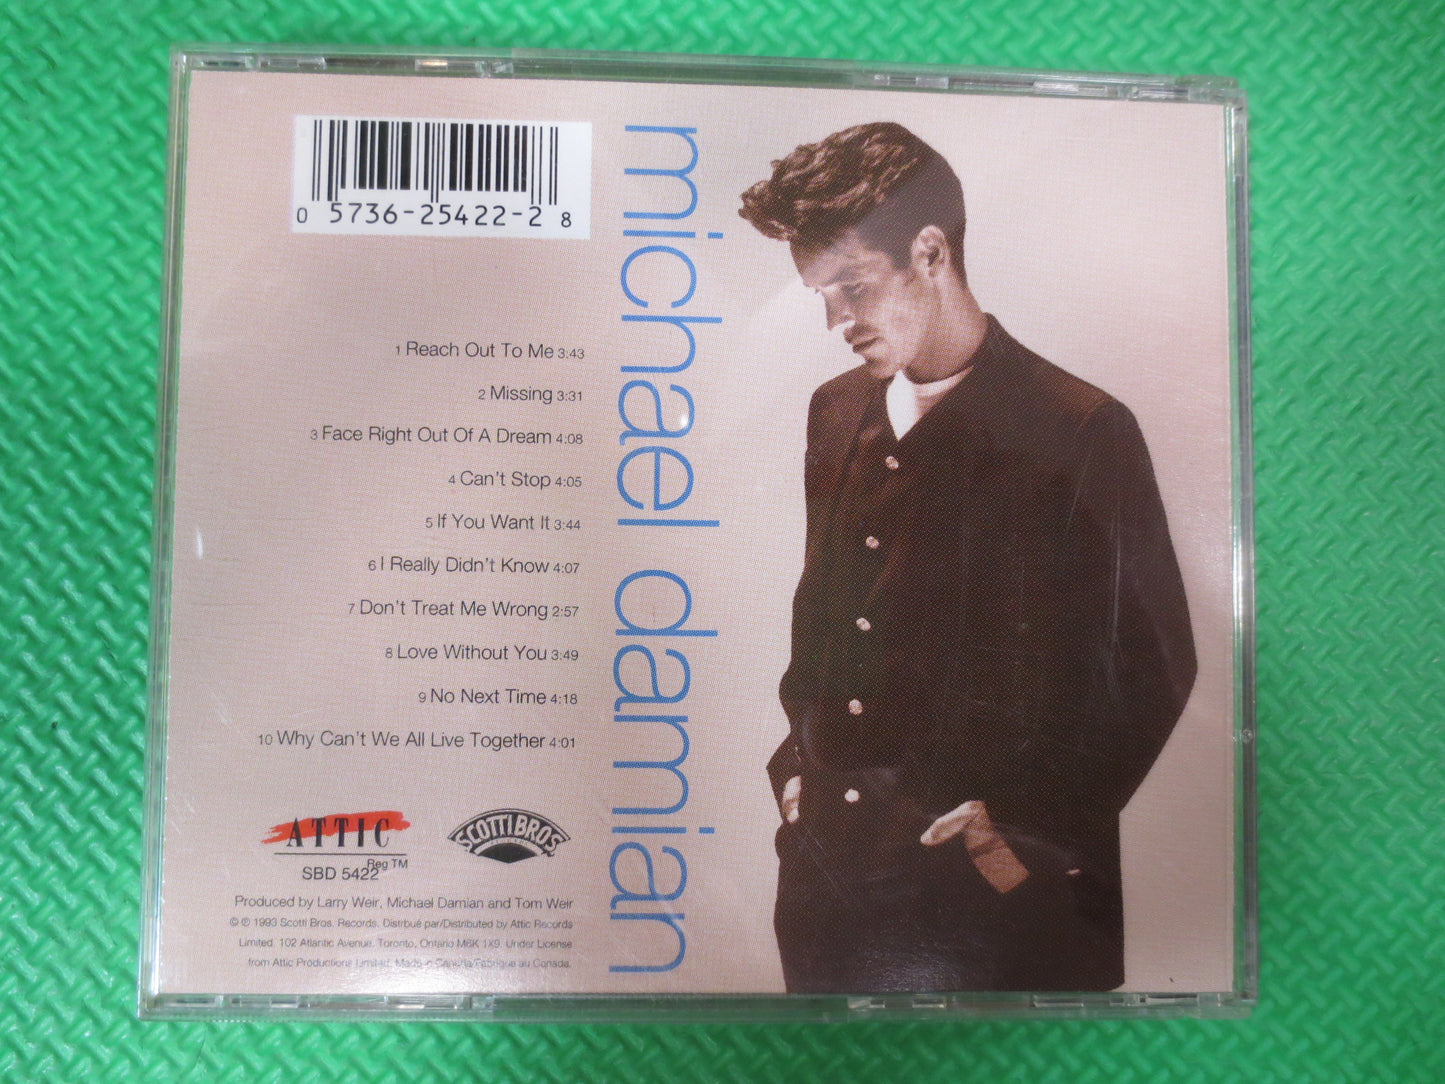 0 5736-25422-2 8
michael damian
1 Reach Out To Me 3:43
2 Missing 3:31
3 Face Right Out Of A Dream 4:08
4 Can't Stop 4:05
5 If You Want It 3:44
6 I Really Didn't Know 4:07
7 Don't Treat Me Wrong 2:57
8 Love Without You 3:49
9 No Next Time 4:18
10 Why Can't We All Live Together 4:01
ATTIC
Reg TM
SBD 5422
SCOTTI BROS
Produced by Larry Weir, Michael Damian and Tom Weir
© ℗ 1993 Scotti Bros. Records. Distrbué par/Distributed by Attic Records
Limited. 102 Atlantic Avenue. Toronto, Ontario M6K 1X9. Under License
from Attic Productions Limited. Made in Canada/Fabrique au Canada.